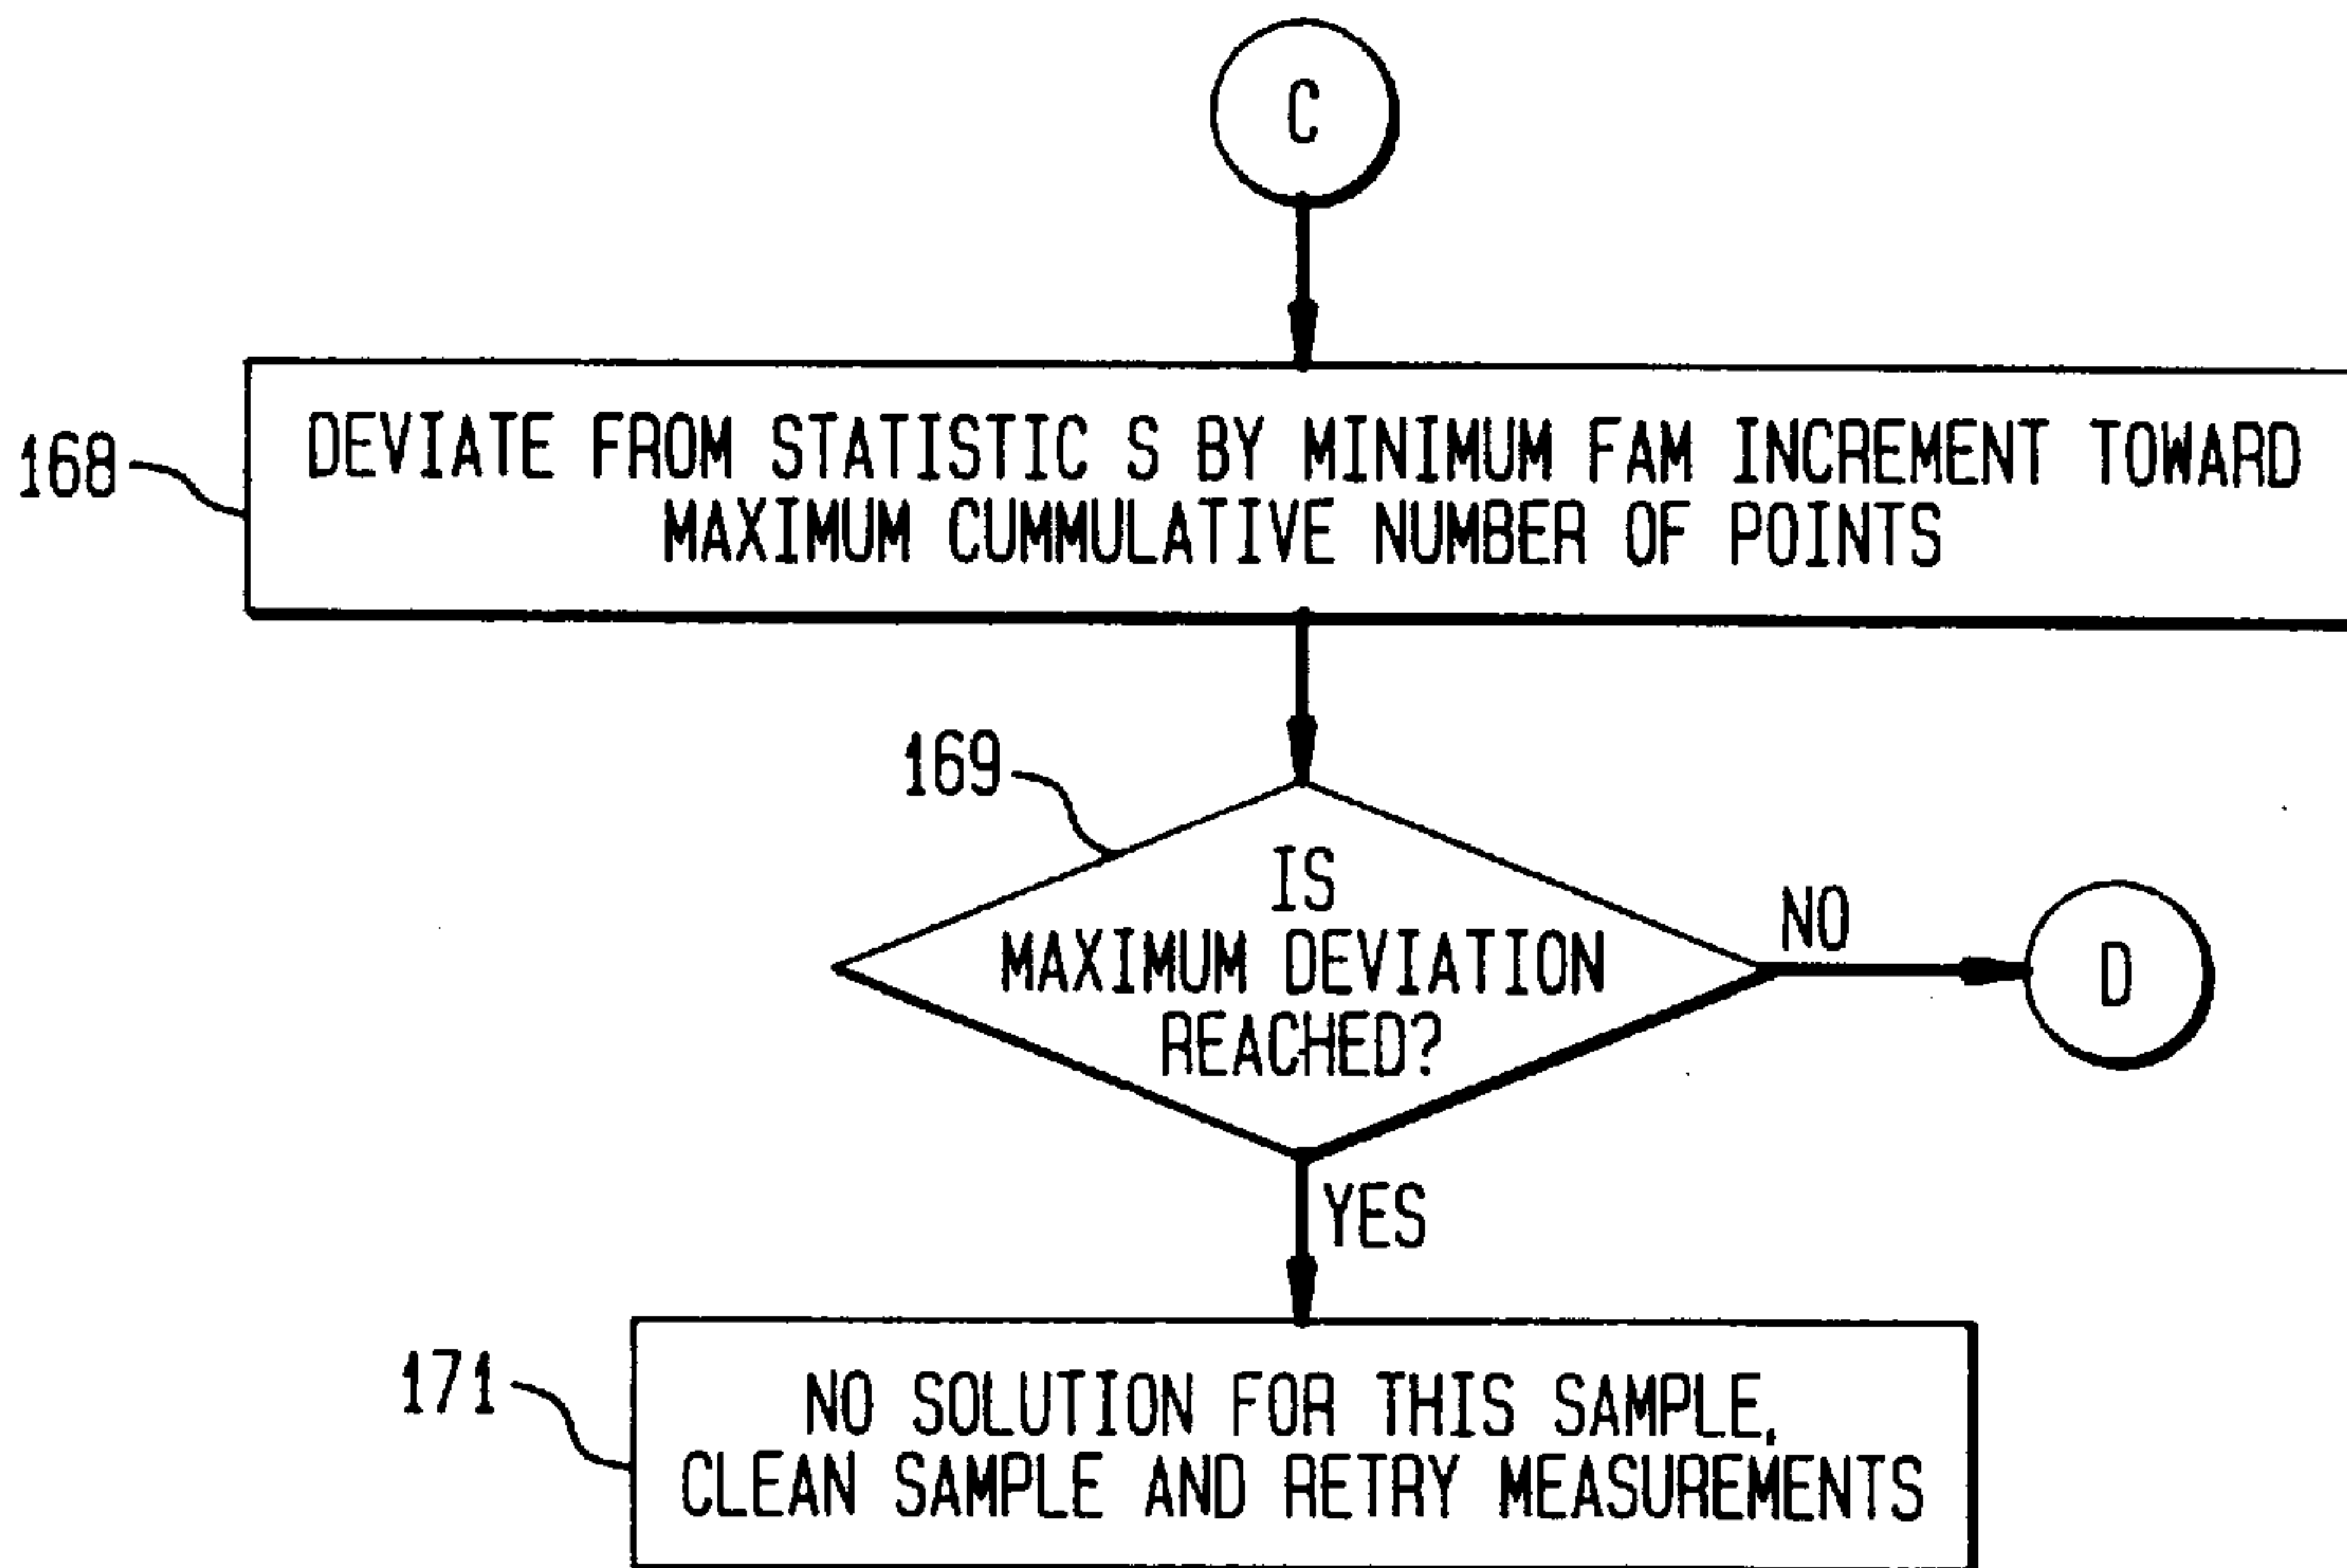 C
168
DEVIATE FROM STATISTIC S BY MINIMUM FAM INCREMENT TOWARD
MAXIMUM CUMMULATIVE NUMBER OF POINTS
169
IS
MAXIMUM DEVIATION
REACHED?
NO
D
YES
171
NO SOLUTION FOR THIS SAMPLE,
CLEAN SAMPLE AND RETRY MEASUREMENTS